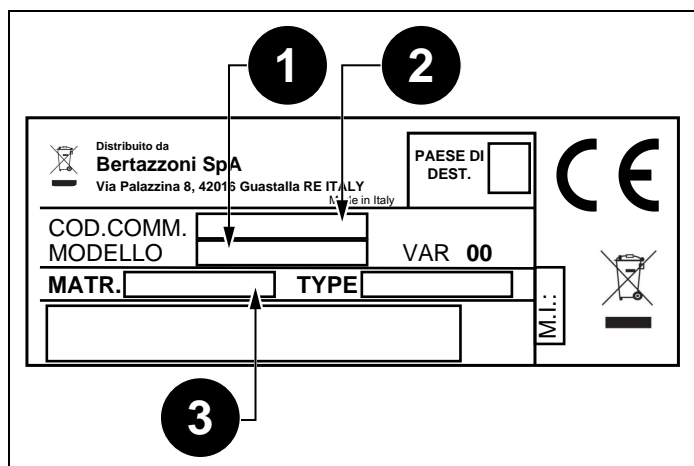 1 2
Distribuito da
Bertazzoni SpA
Via Palazzina 8, 42016 Guastalla RE ITALY
Made in Italy
PAESE DI
DEST.
CE
COD.COMM.
MODELLO
VAR 00
MATR. TYPE
M.I.:
3